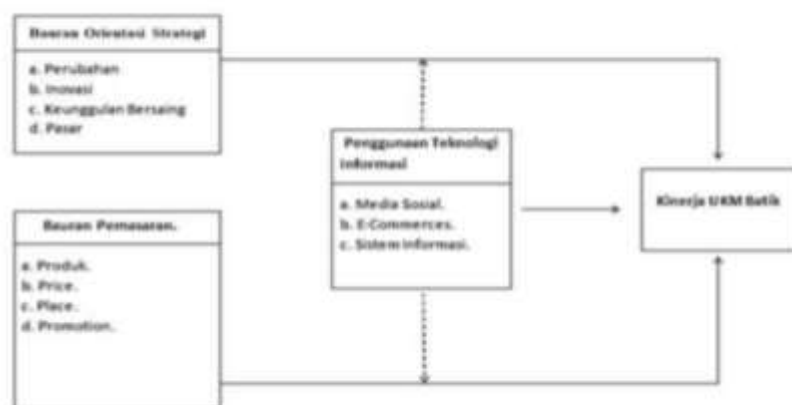 Bauran Orientasi Strategi
a. Perubahan
b. Inovasi
c. Keunggulan Bersaing
d. Pasar
Penggunaan Teknologi
Informasi
a. Media Sosial.
b. E-Commerces.
c. Sistem Informasi.
Kinerja UKM Batik
Bauran Pemasaran.
a. Produk.
b. Price.
c. Place.
d. Promotion.